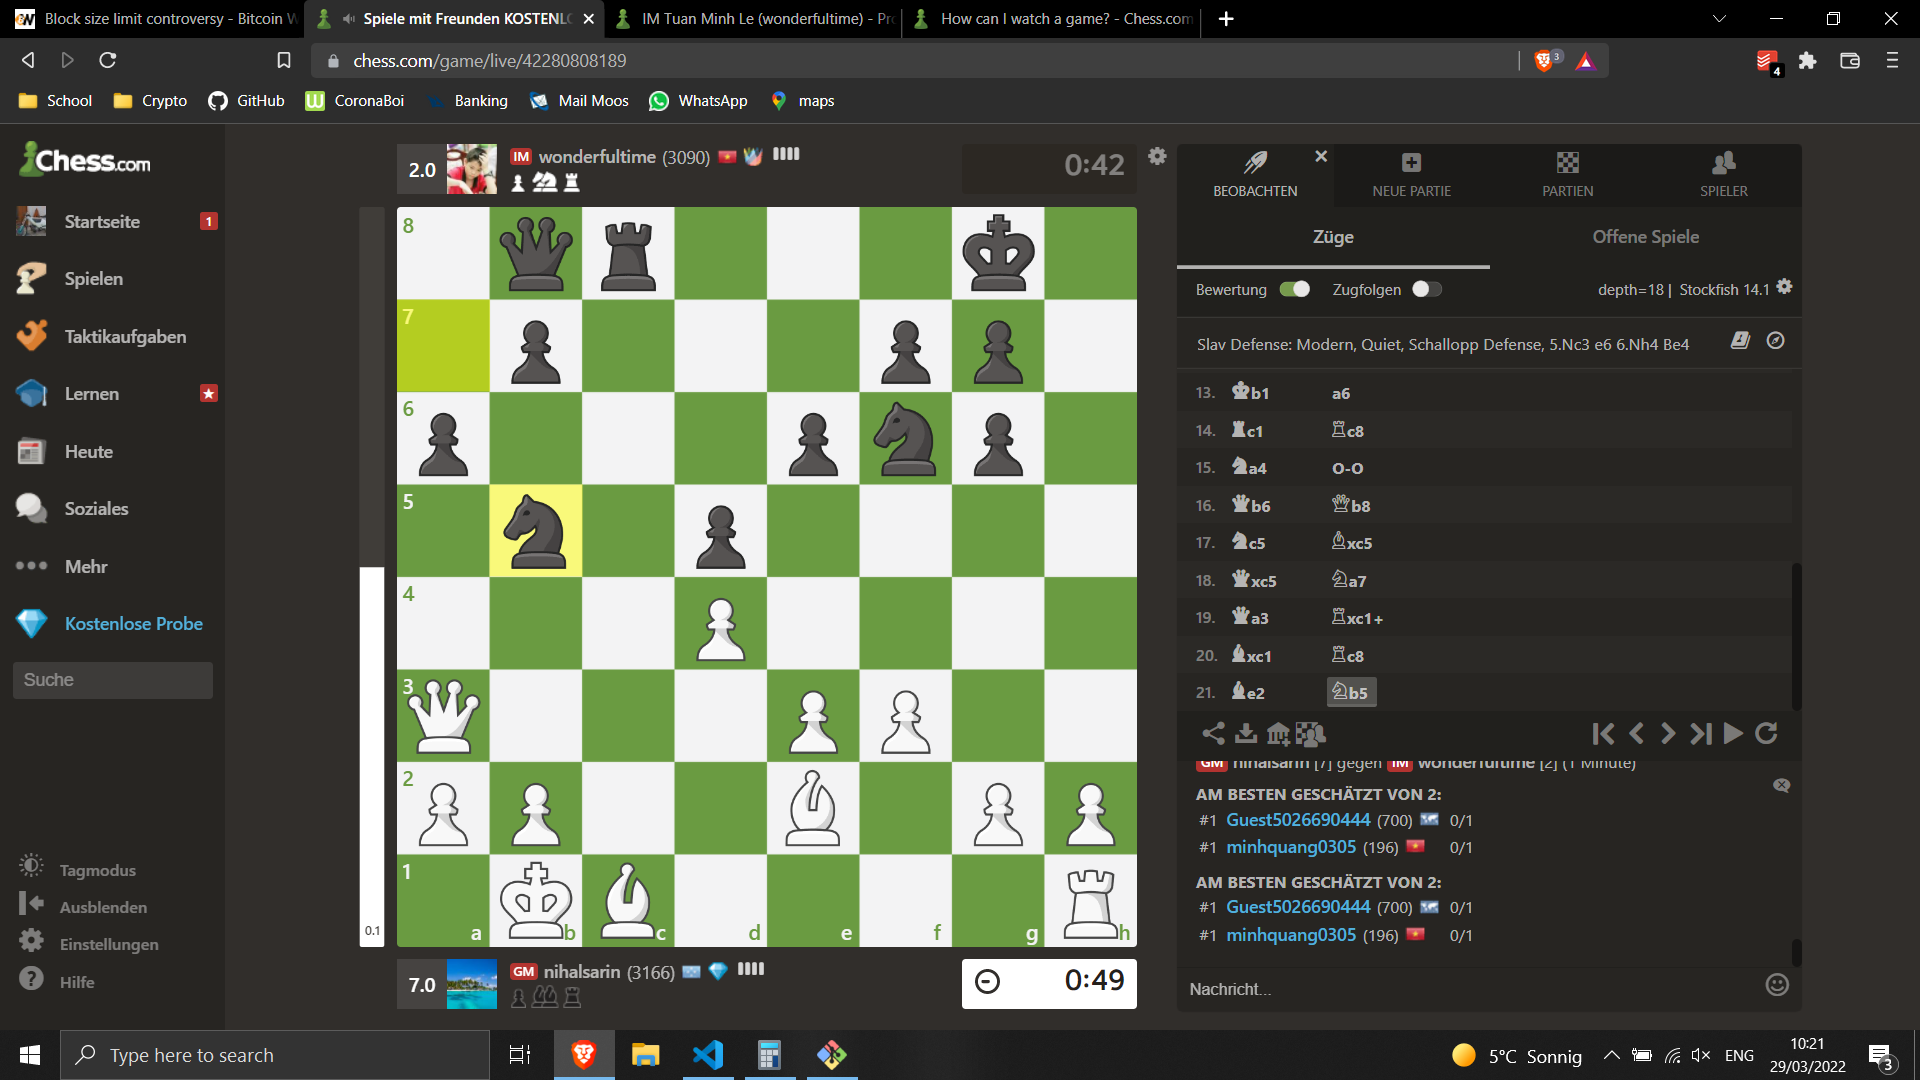 Block size limit controversy - Bitcoin W
Spiele mit Freunden KOSTENLO
IM Tuan Minh Le (wonderfultime) - Pr
How can I watch a game? - Chess.com
chess.com/game/live/42280808189
3
4
School
Crypto
GitHub
CoronaBoi
Banking
Mail Moos
WhatsApp
maps
Chess.com
Startseite
1
Spielen
Taktikaufgaben
Lernen
Heute
Soziales
Mehr
Kostenlose Probe
Suche
Tagmodus
Ausblenden
Einstellungen
Hilfe
2.0
IM wonderfultime (3090)
0:42
8
7
6
5
4
3
2
1
a
b
c
d
e
f
g
h
0.1
7.0
GM nihalsarin (3166)
0:49
BEOBACHTEN
NEUE PARTIE
PARTIEN
SPIELER
Züge
Offene Spiele
Bewertung
Zugfolgen
depth=18 | Stockfish 14.1
Slav Defense: Modern, Quiet, Schallopp Defense, 5.Nc3 e6 6.Nh4 Be4
13. b1 a6
14. c1 c8
15. a4 O-O
16. b6 b8
17. c5 xc5
18. xc5 a7
19. a3 xc1+
20. xc1 c8
21. e2 b5
GM nihalsarin [7] gegen IM wonderfultime [2] (1 Minute)
AM BESTEN GESCHÄTZT VON 2:
#1 Guest5026690444 (700) 0/1
#1 minhquang0305 (196) 0/1
AM BESTEN GESCHÄTZT VON 2:
#1 Guest5026690444 (700) 0/1
#1 minhquang0305 (196) 0/1
Nachricht...
Type here to search
5°C Sonnig
ENG
10:21
29/03/2022
3